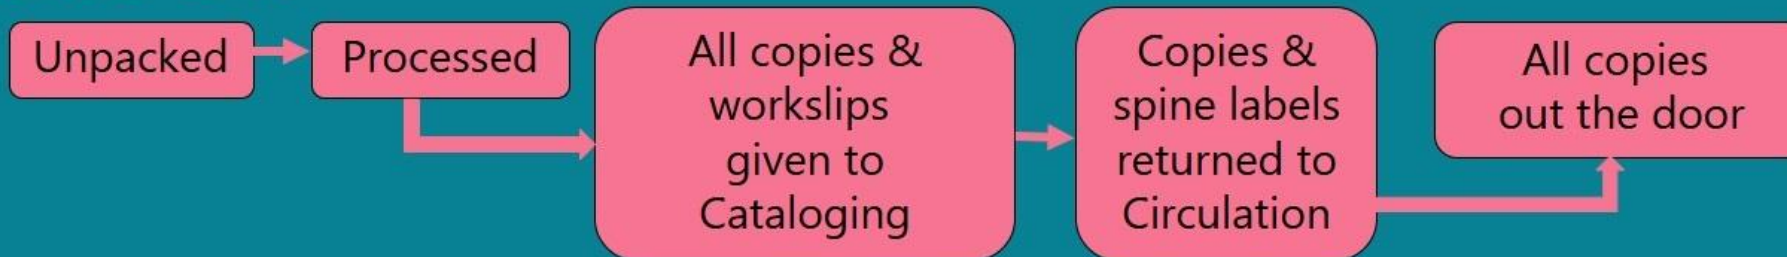 Unpacked
Processed
All copies &
workslips
given to
Cataloging
Copies &
spine labels
returned to
Circulation
All copies
out the door